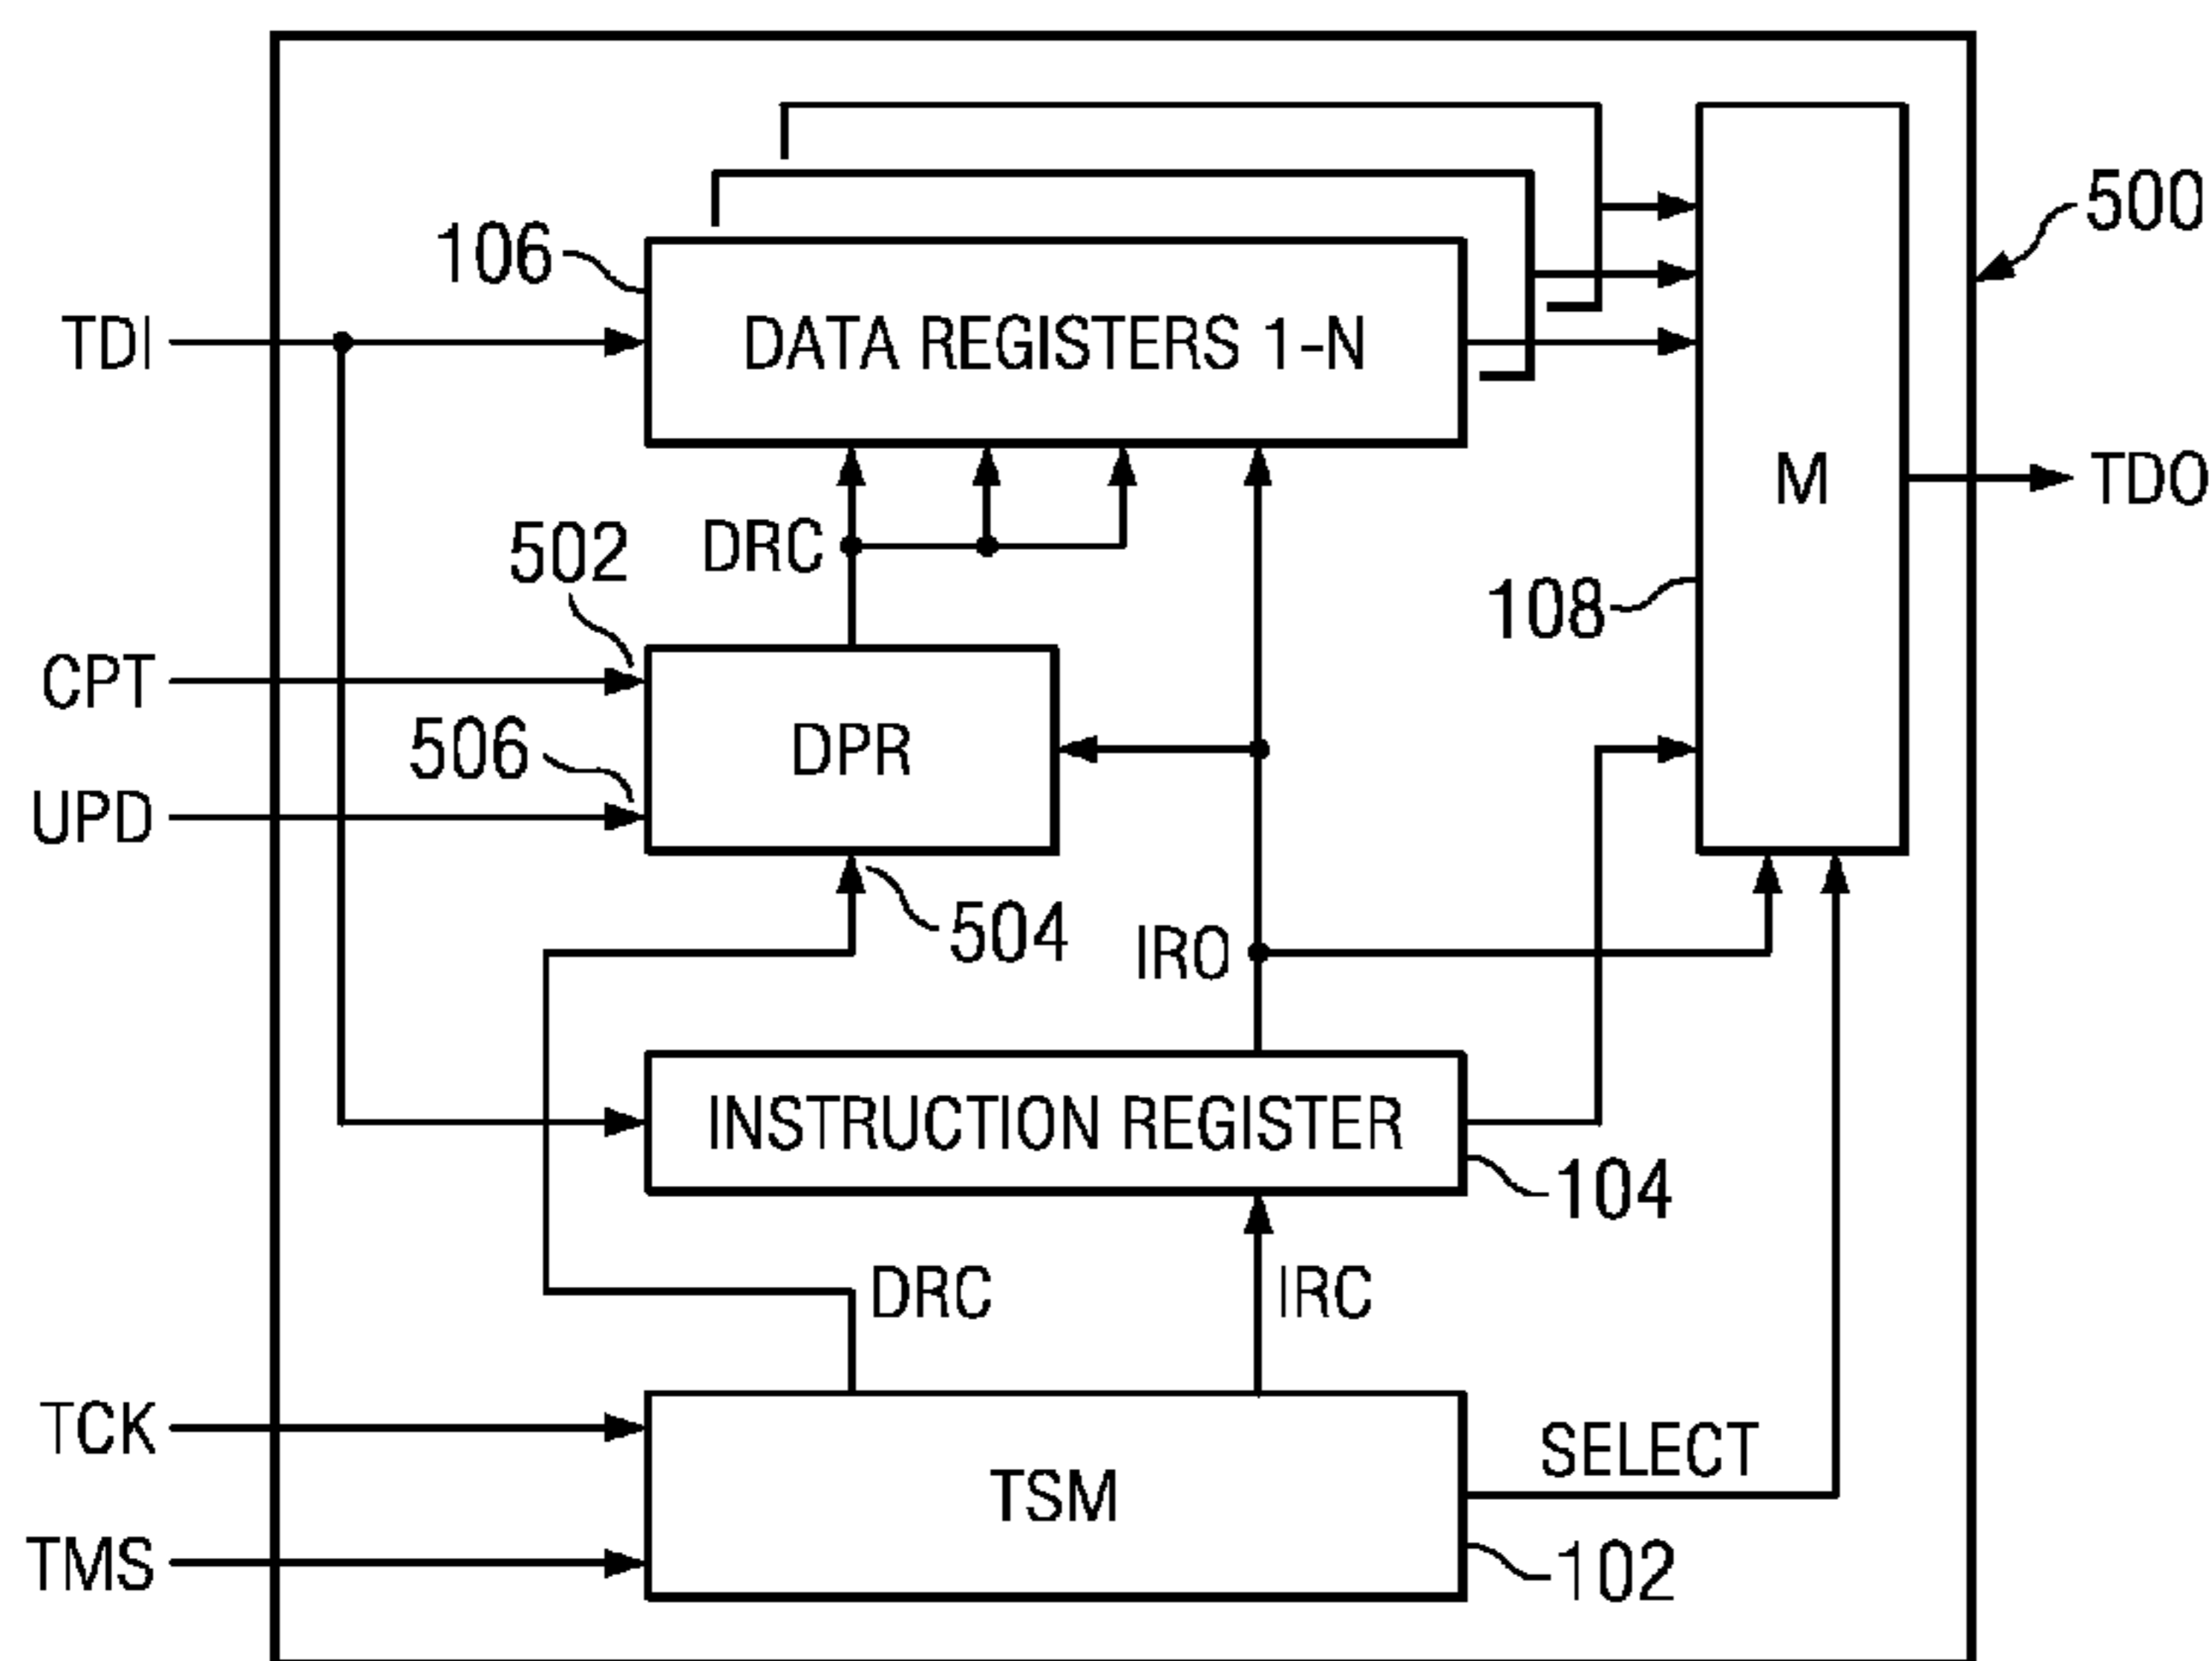 500
106
TDI
DATA REGISTERS 1-N
M
TDO
DRC
502
108
CPT
506
DPR
UPD
504
IRO
INSTRUCTION REGISTER
104
DRC
IRC
TCK
SELECT
TSM
TMS
102